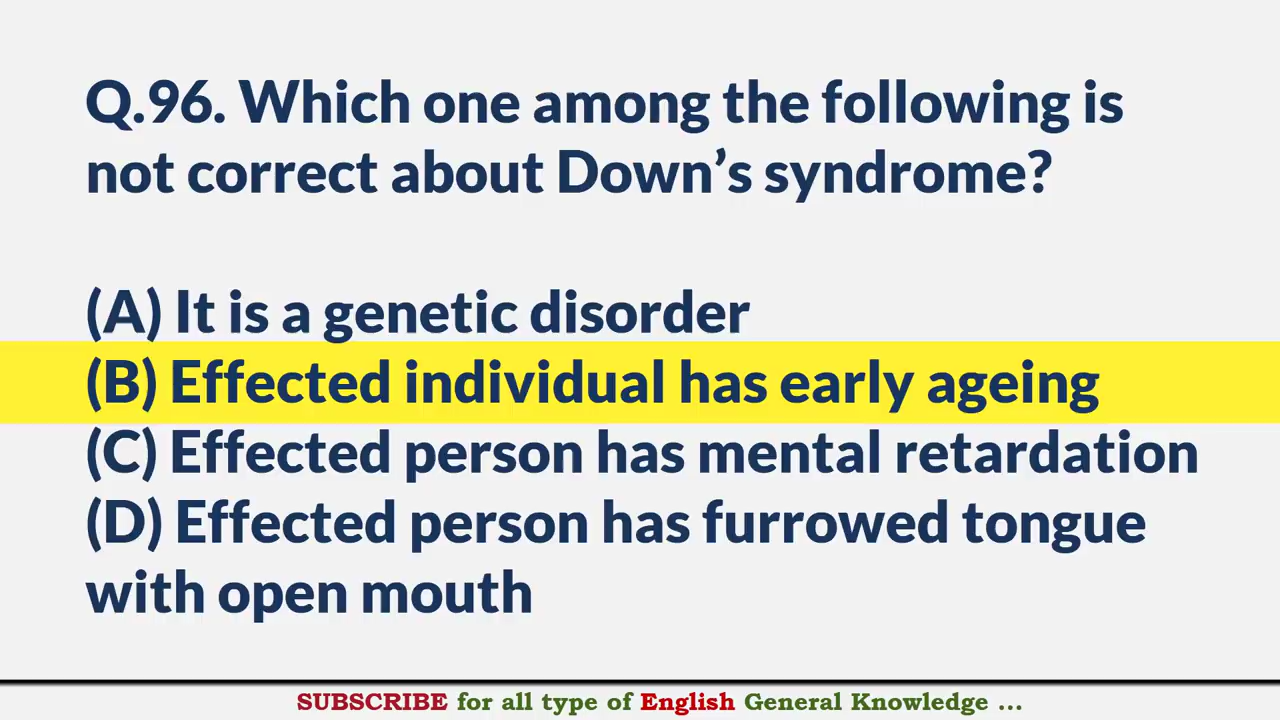 Q.96. Which one among the following is
not correct about Down’s syndrome?
(A) It is a genetic disorder
(B) Effected individual has early ageing
(C) Effected person has mental retardation
(D) Effected person has furrowed tongue
with open mouth
SUBSCRIBE for all type of English General Knowledge ...